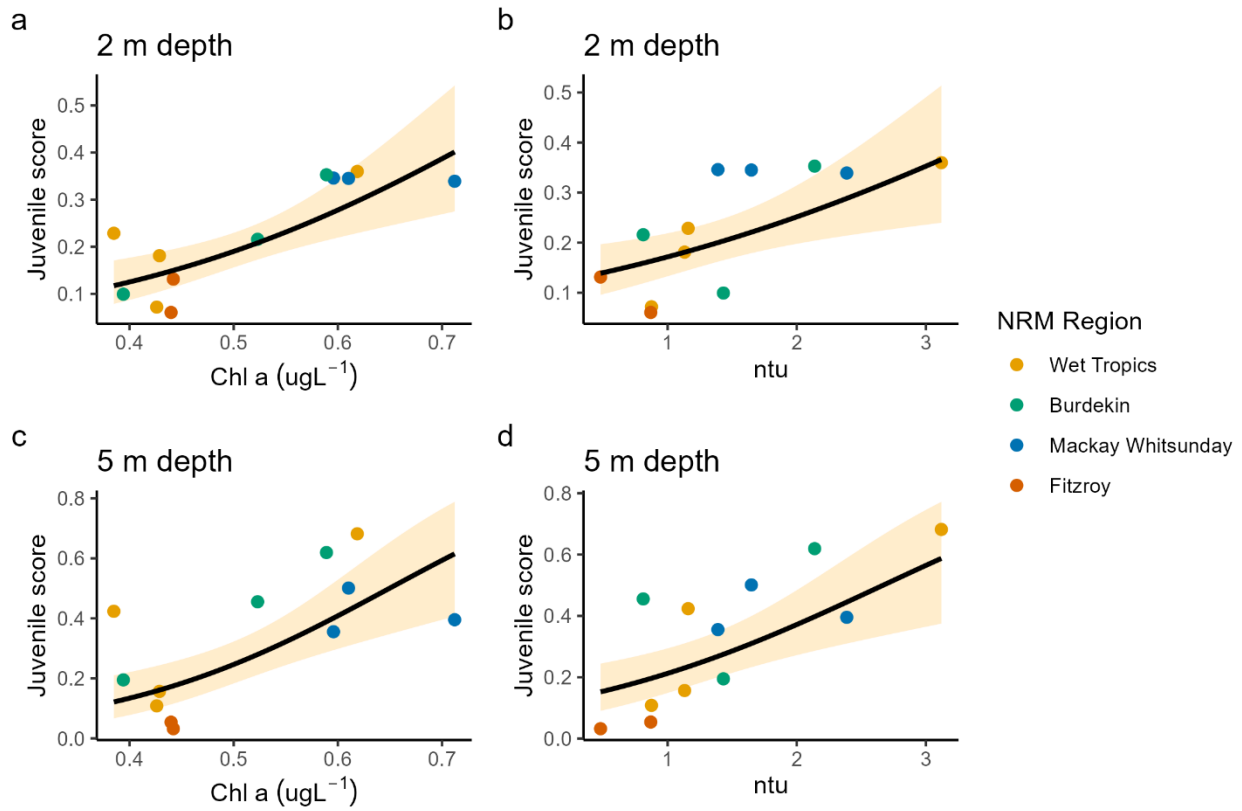 a
2 m depth
Juvenile score
0.5
0.4
0.3
0.2
0.1
0.4 0.5 0.6 0.7
Chl a (ugL⁻¹)
b
2 m depth
Juvenile score
0.5
0.4
0.3
0.2
0.1
1 2 3
ntu
c
5 m depth
Juvenile score
0.8
0.6
0.4
0.2
0.0
0.4 0.5 0.6 0.7
Chl a (ugL⁻¹)
d
5 m depth
Juvenile score
0.8
0.6
0.4
0.2
0.0
1 2 3
ntu
NRM Region
Wet Tropics
Burdekin
Mackay Whitsunday
Fitzroy